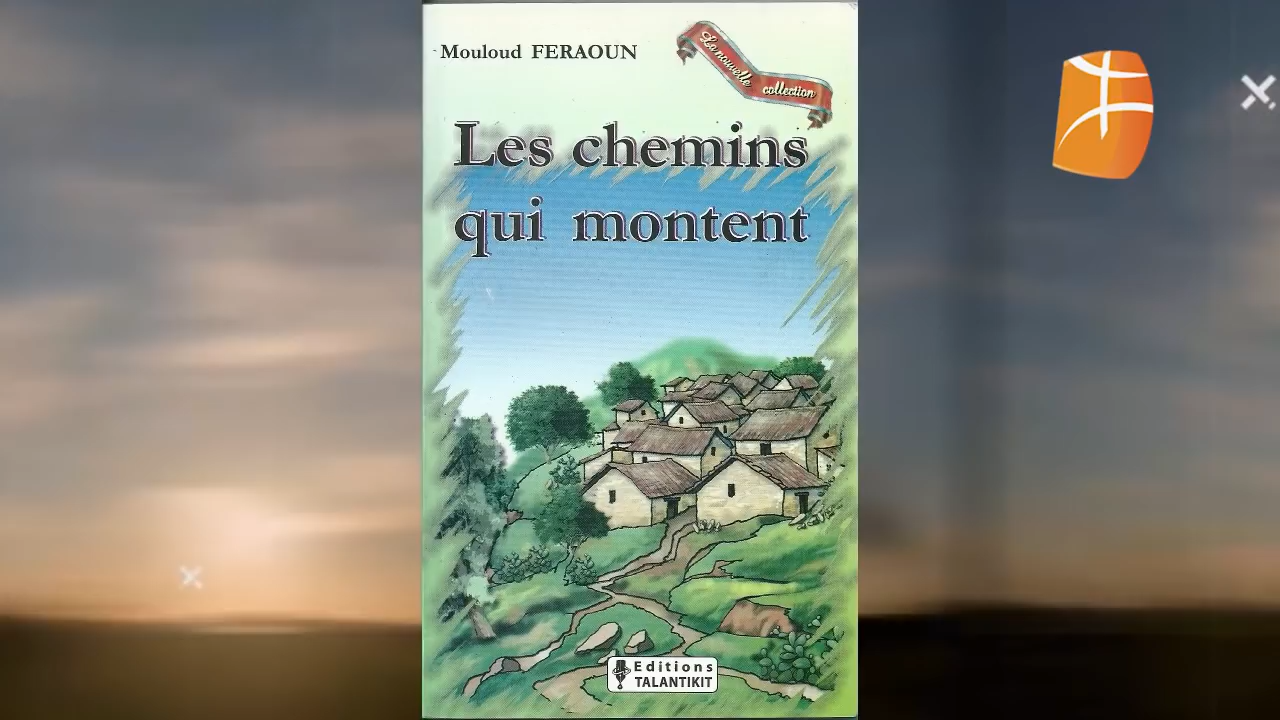 Mouloud FERAOUN
La nouvelle
collection
Les chemins
qui montent
Editions
TALANTIKIT